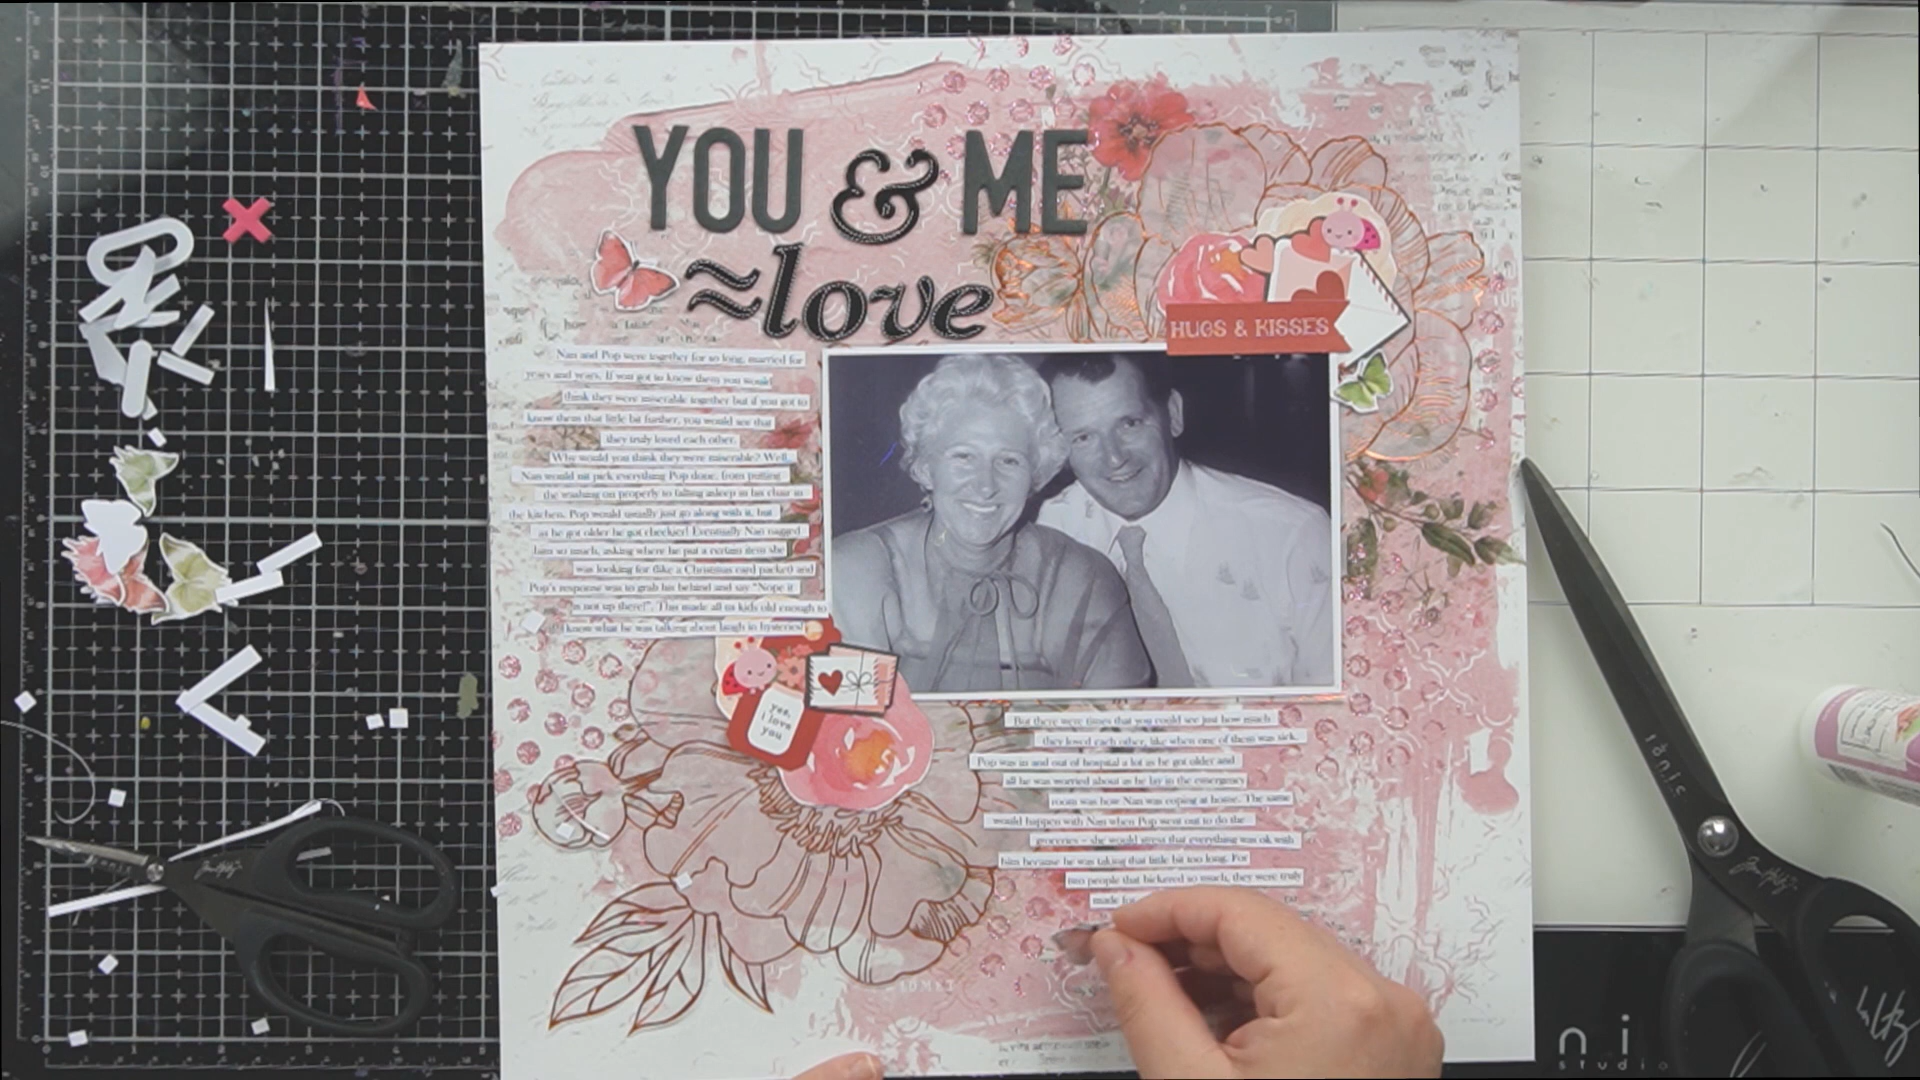 YOU & ME
≈love
HUGS & KISSES
Nan and Pop were together for so long, married for
years and years. If you got to know them you would
think they were miserable together but if you got to
know them that little bit further, you would see that
they truly loved each other.
Why would you think they were miserable? Well,
Nan would nit pick everything Pop done, from putting
the washing on properly to falling asleep in his chair in
the kitchen. Pop would usually just go along with it, but
as he got older he got cheekier! Eventually Nan nagged
him so much, asking where he put a certain item she
was looking for (like a Christmas card packet) and
Pop's response was to grab his behind and say "Nope it
is not up there!". This made all us kids old enough to
know what he was talking about laugh in hysterics!
yes,
i love
you
But there were times that you could see just how much
they loved each other, like when one of them was sick.
Pop was in and out of hospital a lot as he got older and
all he was worried about as he lay in the emergency
room was how Nan was coping at home. The same
would happen with Nan when Pop went out to do the
groceries - she would stress that everything was ok with
him because he was taking that little bit too long. For
two people that bickered so much, they were truly
made for
Tim Holtz
tonic
Tim Holtz
ni
studio